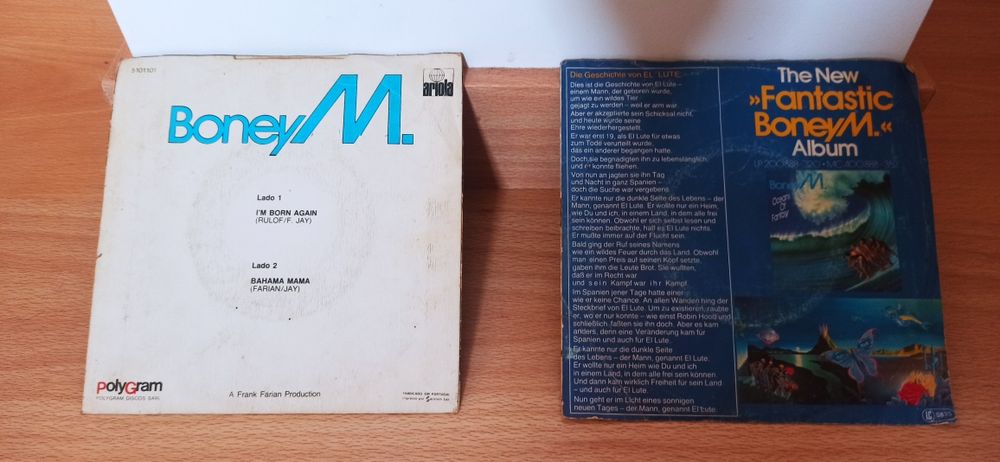 5101101
ariola
Boney M.
Lado 1
I'M BORN AGAIN
(RULOF/F. JAY)
Lado 2
BAHAMA MAMA
(FARIAN/JAY)
PolyGram
POLYGRAM DISCOS SARL
A Frank Farian Production
FABRICADO EM PORTUGAL
Die Geschichte von EL LUTE
Dies ist die Geschichte von El Lute –
einem Mann, der geboren wurde,
um wie ein wildes Tier
gejagt zu werden – weil er arm war
Aber er akzeptierte sein Schicksal nicht,
und heute wurde seine
Ehre wiederhergestellt.
Er war erst 19, als El Lute für etwas
zum Tode verurteilt wurde,
das ein anderer begangen hatte.
Doch sie begnadigten ihn zu lebenslänglich,
und er konnte fliehen.
Von nun an jagten sie ihn Tag
und Nacht in ganz Spanien –
doch die Suche war vergebens
Er kannte nur die dunkle Seite des Lebens – der
Mann, genannt El Lute. Er wollte nur ein Heim,
wie Du und ich, in einem Land, in dem alle frei
sein können. Obwohl er sich selbst lesen und
schreiben beibrachte, half es El Lute nichts.
Er mußte immer auf der Flucht sein.
Bald ging der Ruf seines Namens
wie ein wildes Feuer durch das Land. Obwohl
man einen Preis auf seinen Kopf setzte,
gaben ihm die Leute Brot. Sie wußten,
daß er im Recht war
und sein Kampf war ihr Kampf.
Im Spanien jener Tage hatte einer
wie er keine Chance. An allen Wänden hing der
Steckbrief von El Lute. Um zu existieren, raubte
er, wo er nur konnte – wie einst Robin Hood und
schließlich faßten sie ihn doch. Aber es kam
anders, denn eine Veränderung kam für
Spanien und auch für El Lute.
Er kannte nur die dunkle Seite
des Lebens – der Mann, genannt El Lute.
Er wollte nur ein Heim wie Du und ich
in einem Land, in dem alle frei sein können.
Und dann kam wirklich Freiheit für sein Land
– und auch für El Lute.
Nun geht er im Licht eines sonnigen
neuen Tages – der Mann, genannt El Lute.
The New
»Fantastic
Boney M.«
Album
Boney M.
Oceans
Of
Fantasy